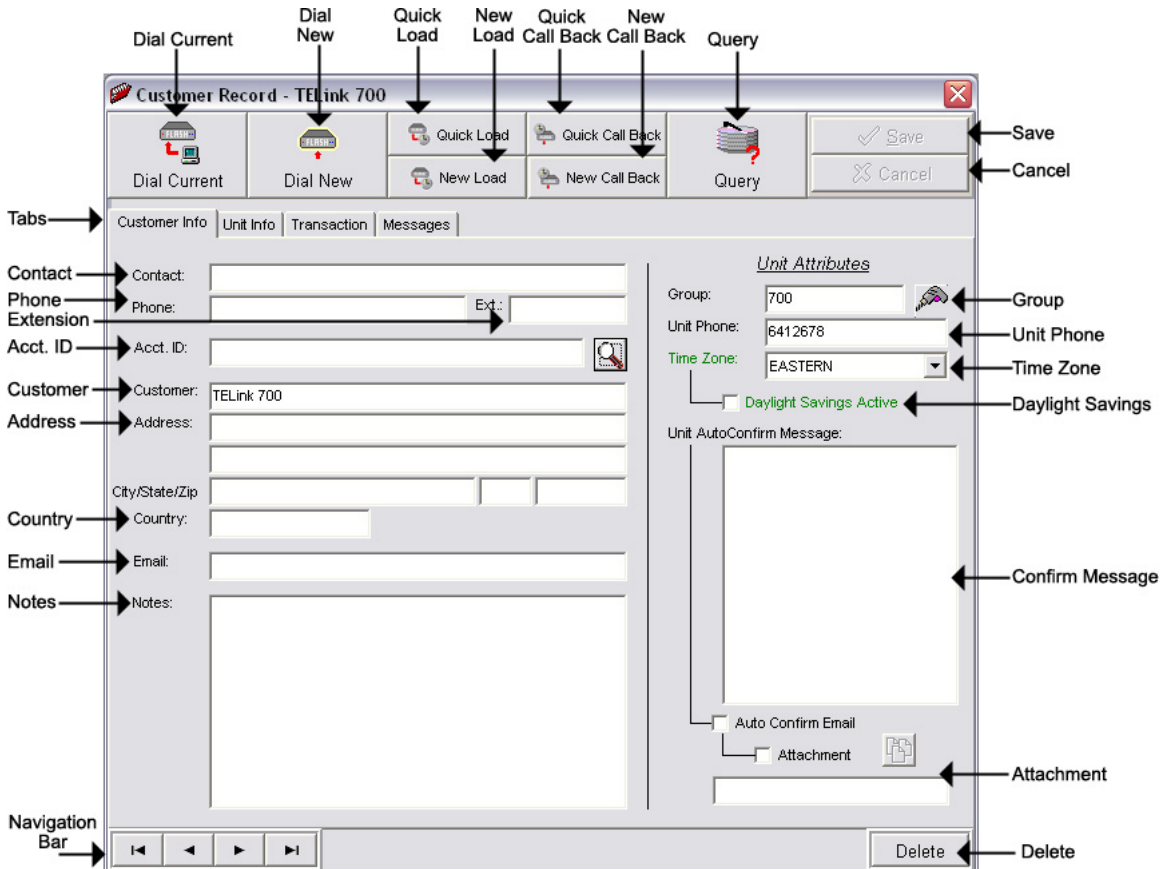 Dial Current
Dial
New
Quick
Load
New
Load
Quick
Call Back
New
Call Back
Query
Customer Record - TELink 700
FLASH
Dial Current
FLASH
Dial New
Quick Load
New Load
Quick Call Back
New Call Back
Query
Save
Cancel
Save
Cancel
Tabs
Customer Info
Unit Info
Transaction
Messages
Contact
Contact:
Phone
Phone:
Ext.:
Extension
Acct. ID
Acct. ID:
Customer
Customer:
TELink 700
Address
Address:
City/State/Zip
Country
Country:
Email
Email:
Notes
Notes:
Unit Attributes
Group:
700
Group
Unit Phone:
6412678
Unit Phone
Time Zone:
EASTERN
Time Zone
Daylight Savings Active
Daylight Savings
Unit AutoConfirm Message:
Confirm Message
Auto Confirm Email
Attachment
Attachment
Navigation
Bar
Delete
Delete